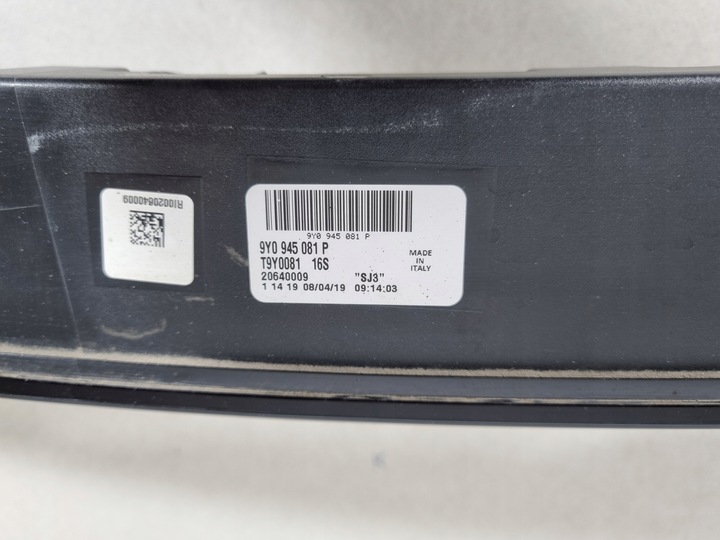 RI0020640009
9Y0 945 081 P
9Y0 945 081 P
T9Y0081 16S
20640009 "SJ3"
1 14 19 08/04/19 09:14:03
MADE
IN
ITALY